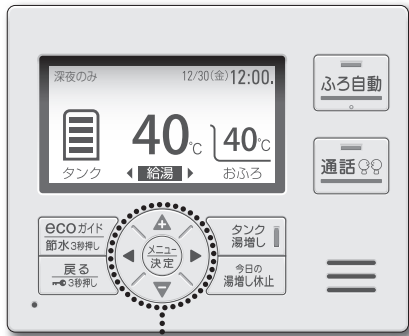 深夜のみ 12/30(金)12:00.
40℃ 40℃
タンク ◀ 給湯 ▶ おふろ
ふろ自動
通話
ecoガイド
節水3秒押し
戻る
3秒押し
＋
◀ メニュー 決定 ▶
－
タンク
湯増し
今日の
湯増し休止